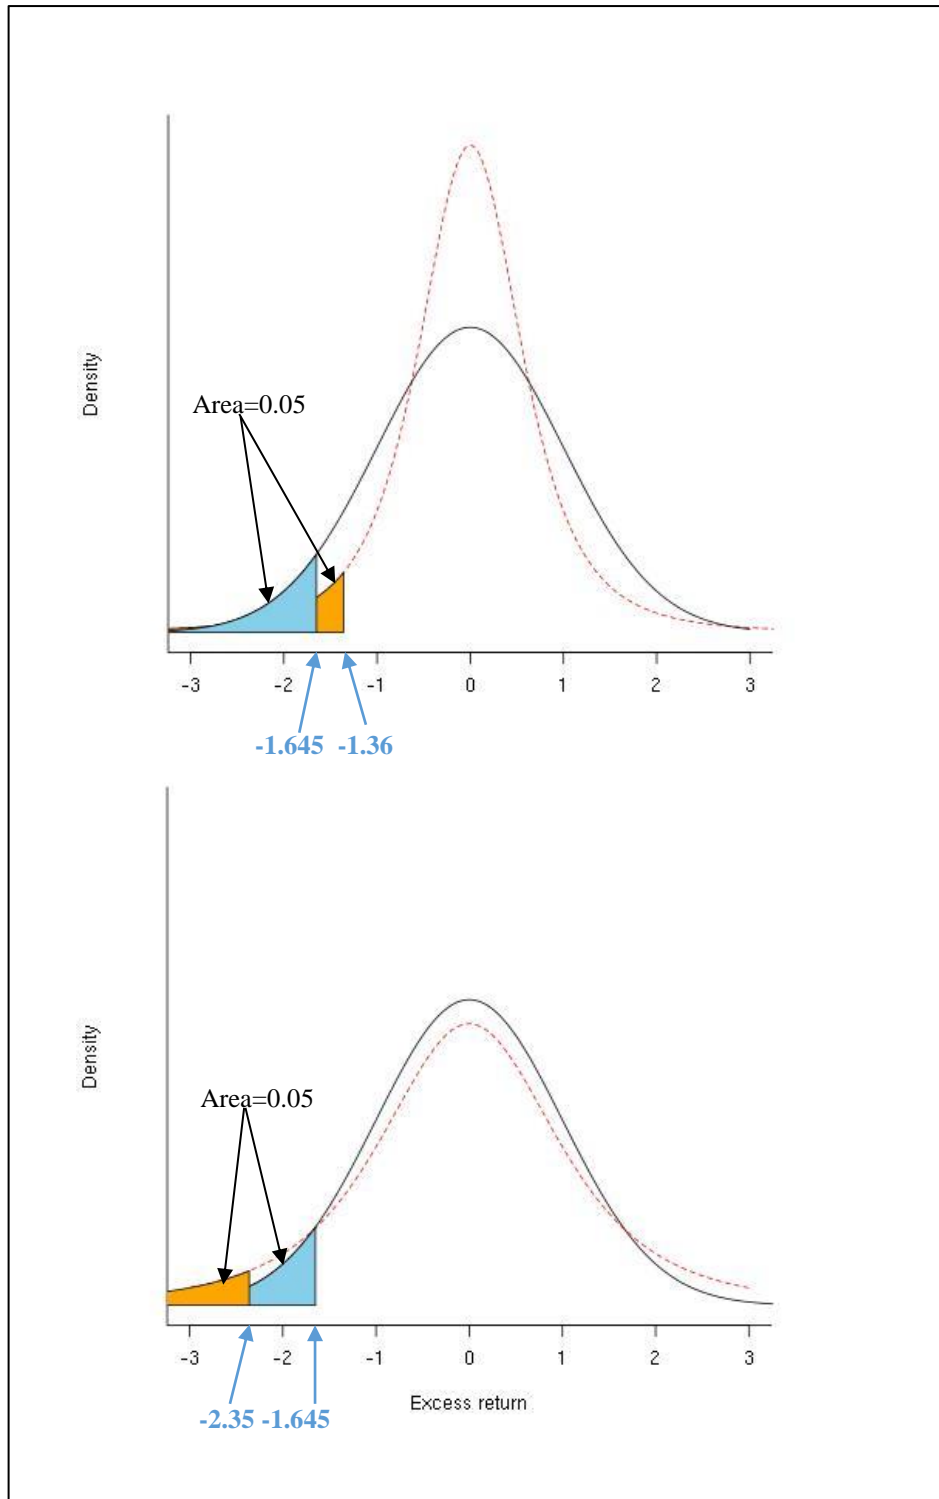 Density
Area=0.05
-3 -2 -1 0 1 2 3
-1.645 -1.36
Density
Area=0.05
-3 -2 -1 0 1 2 3
Excess return
-2.35 -1.645